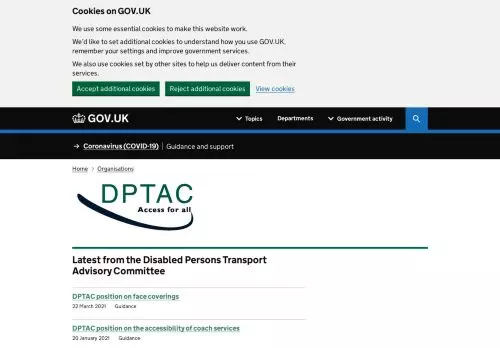 Cookies on GOV.UK
We use some essential cookies to make this website work.
We'd like to set additional cookies to understand how you use GOV.UK,
remember your settings and improve government services.
We also use cookies set by other sites to help us deliver content from their
services.
Accept additional cookies Reject additional cookies View cookies
GOV.UK Topics Departments Government activity
→ Coronavirus (COVID-19) Guidance and support
Home > Organisations
DPTAC
Access for all
Latest from the Disabled Persons Transport
Advisory Committee
DPTAC position on face coverings
22 March 2021 Guidance
DPTAC position on the accessibility of coach services
20 January 2021 Guidance